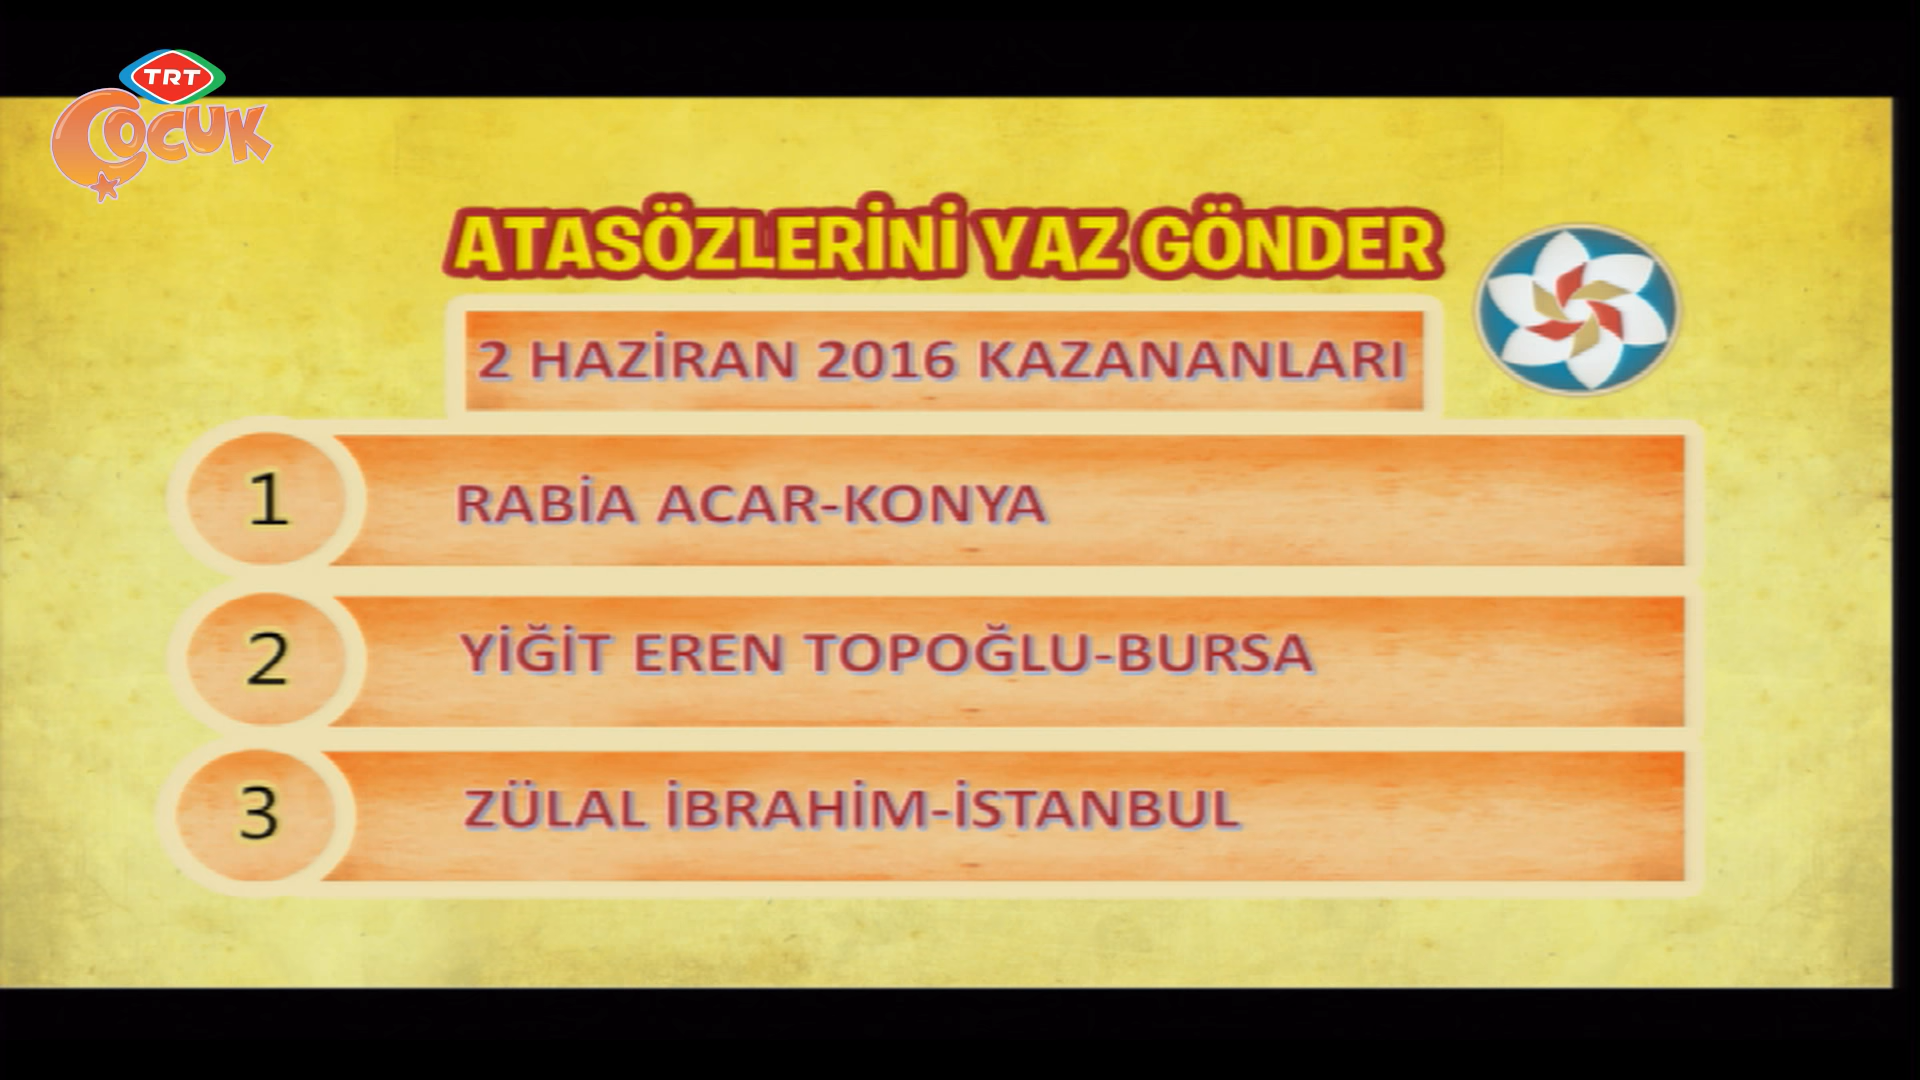 TRT
ÇOCUK
ATASÖZLERİNİ YAZ GÖNDER
2 HAZİRAN 2016 KAZANANLARI
1 RABİA ACAR-KONYA
2 YİĞİT EREN TOPOĞLU-BURSA
3 ZÜLAL İBRAHİM-İSTANBUL